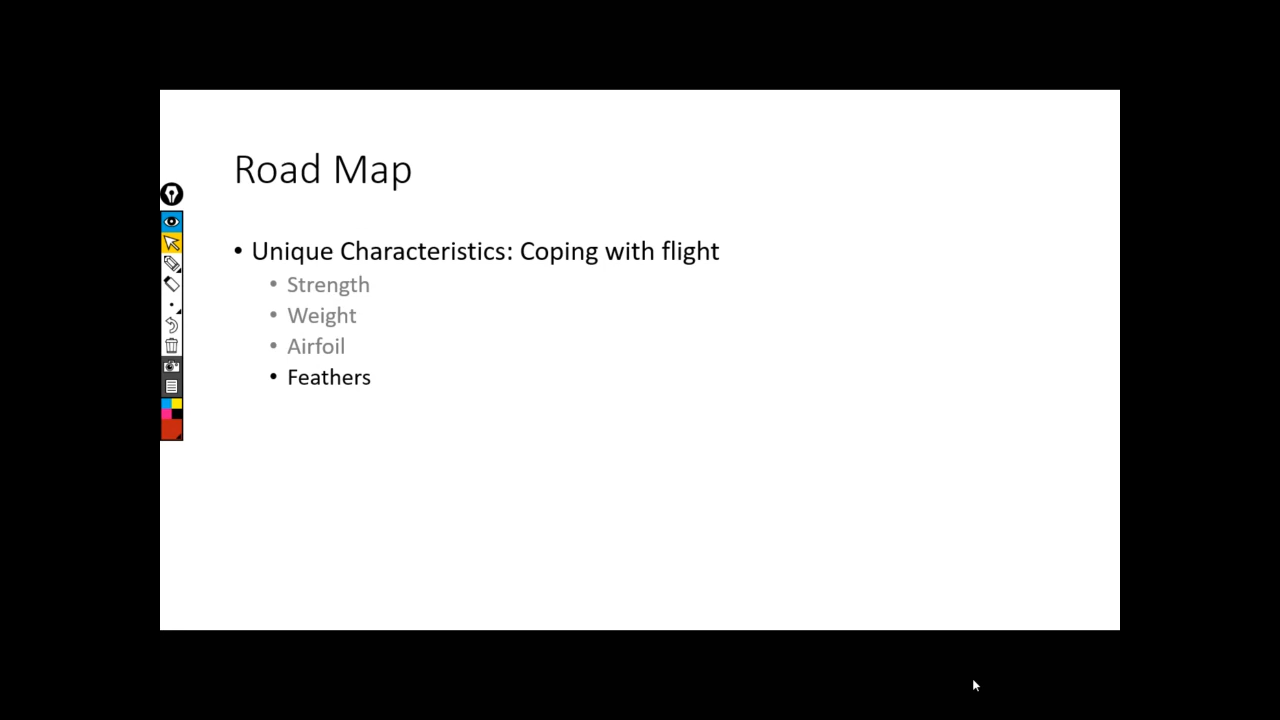 Road Map
• Unique Characteristics: Coping with flight
• Strength
• Weight
• Airfoil
• Feathers